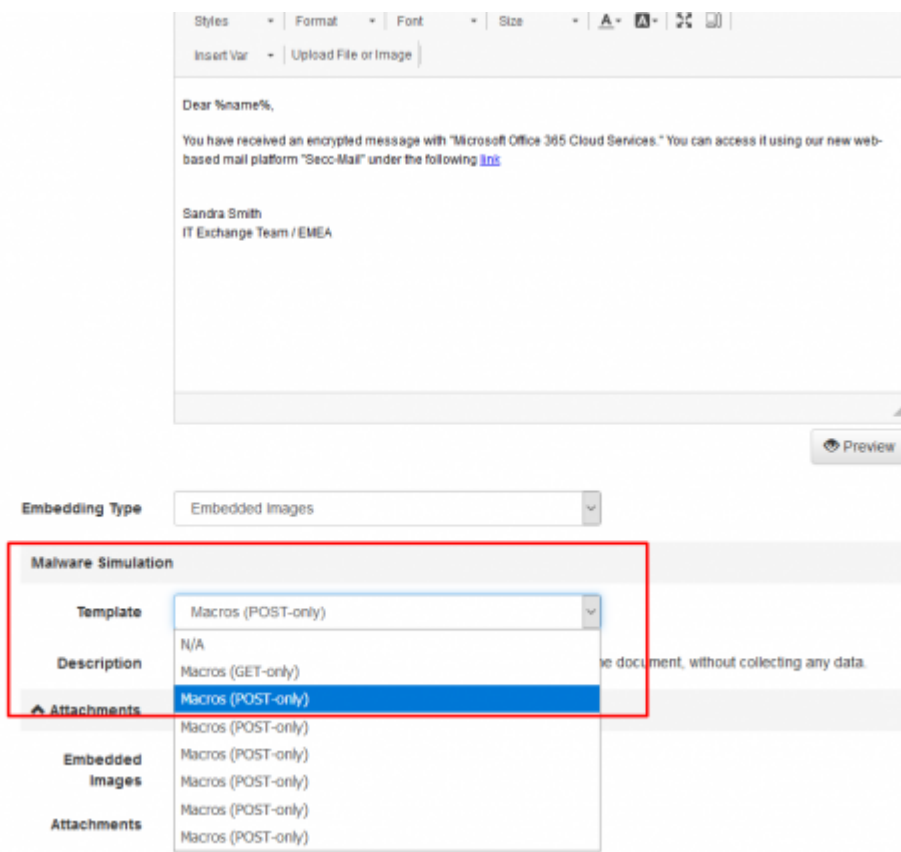 Styles Format Font Size A A
Insert Var Upload File or Image
Dear %name%,
You have received an encrypted message with "Microsoft Office 365 Cloud Services." You can access it using our new web-
based mail platform "Secc-Mail" under the following link
Sandra Smith
IT Exchange Team / EMEA
Preview
Embedding Type Embedded Images
Malware Simulation
Template Macros (POST-only)
N/A
Description document, without collecting any data.
Macros (GET-only)
Macros (POST-only)
Attachments
Macros (POST-only)
Embedded
Images
Macros (POST-only)
Macros (POST-only)
Macros (POST-only)
Attachments
Macros (POST-only)